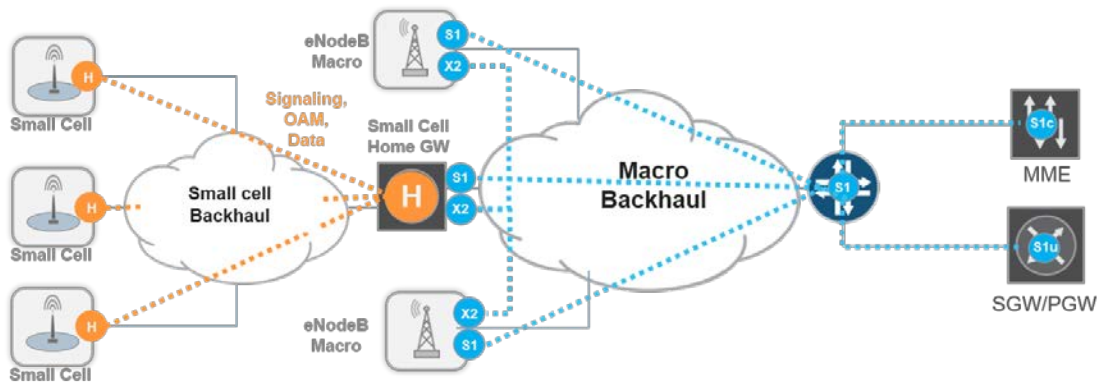 eNodeB
Macro
S1
X2
H
Small Cell
Signaling,
OAM,
Data
Small Cell
Home GW
H
S1
X2
Small cell
Backhaul
Macro
Backhaul
S1
S1c
MME
H
Small Cell
S1u
SGW/PGW
H
Small Cell
eNodeB
Macro
X2
S1